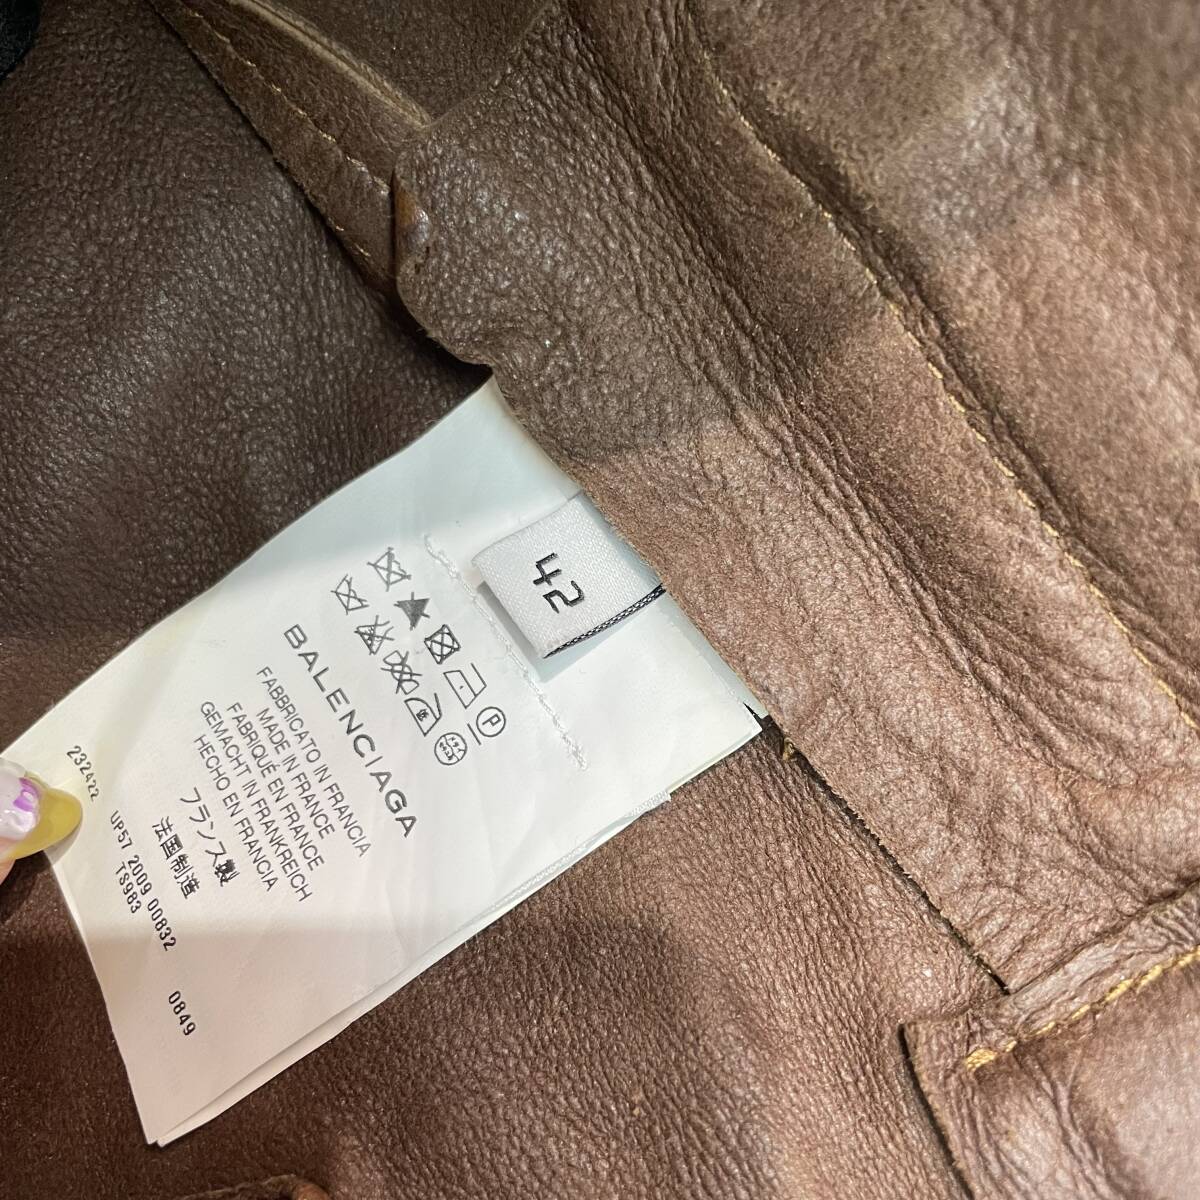 42
BALENCIAGA
FABBRICATO IN FRANCIA
MADE IN FRANCE
FABRIQUÉ EN FRANCE
GEMACHT IN FRANKREICH
HECHO EN FRANCIA
フランス製
法国制造
232422 UP57 2009 00832 0849
TS983
P